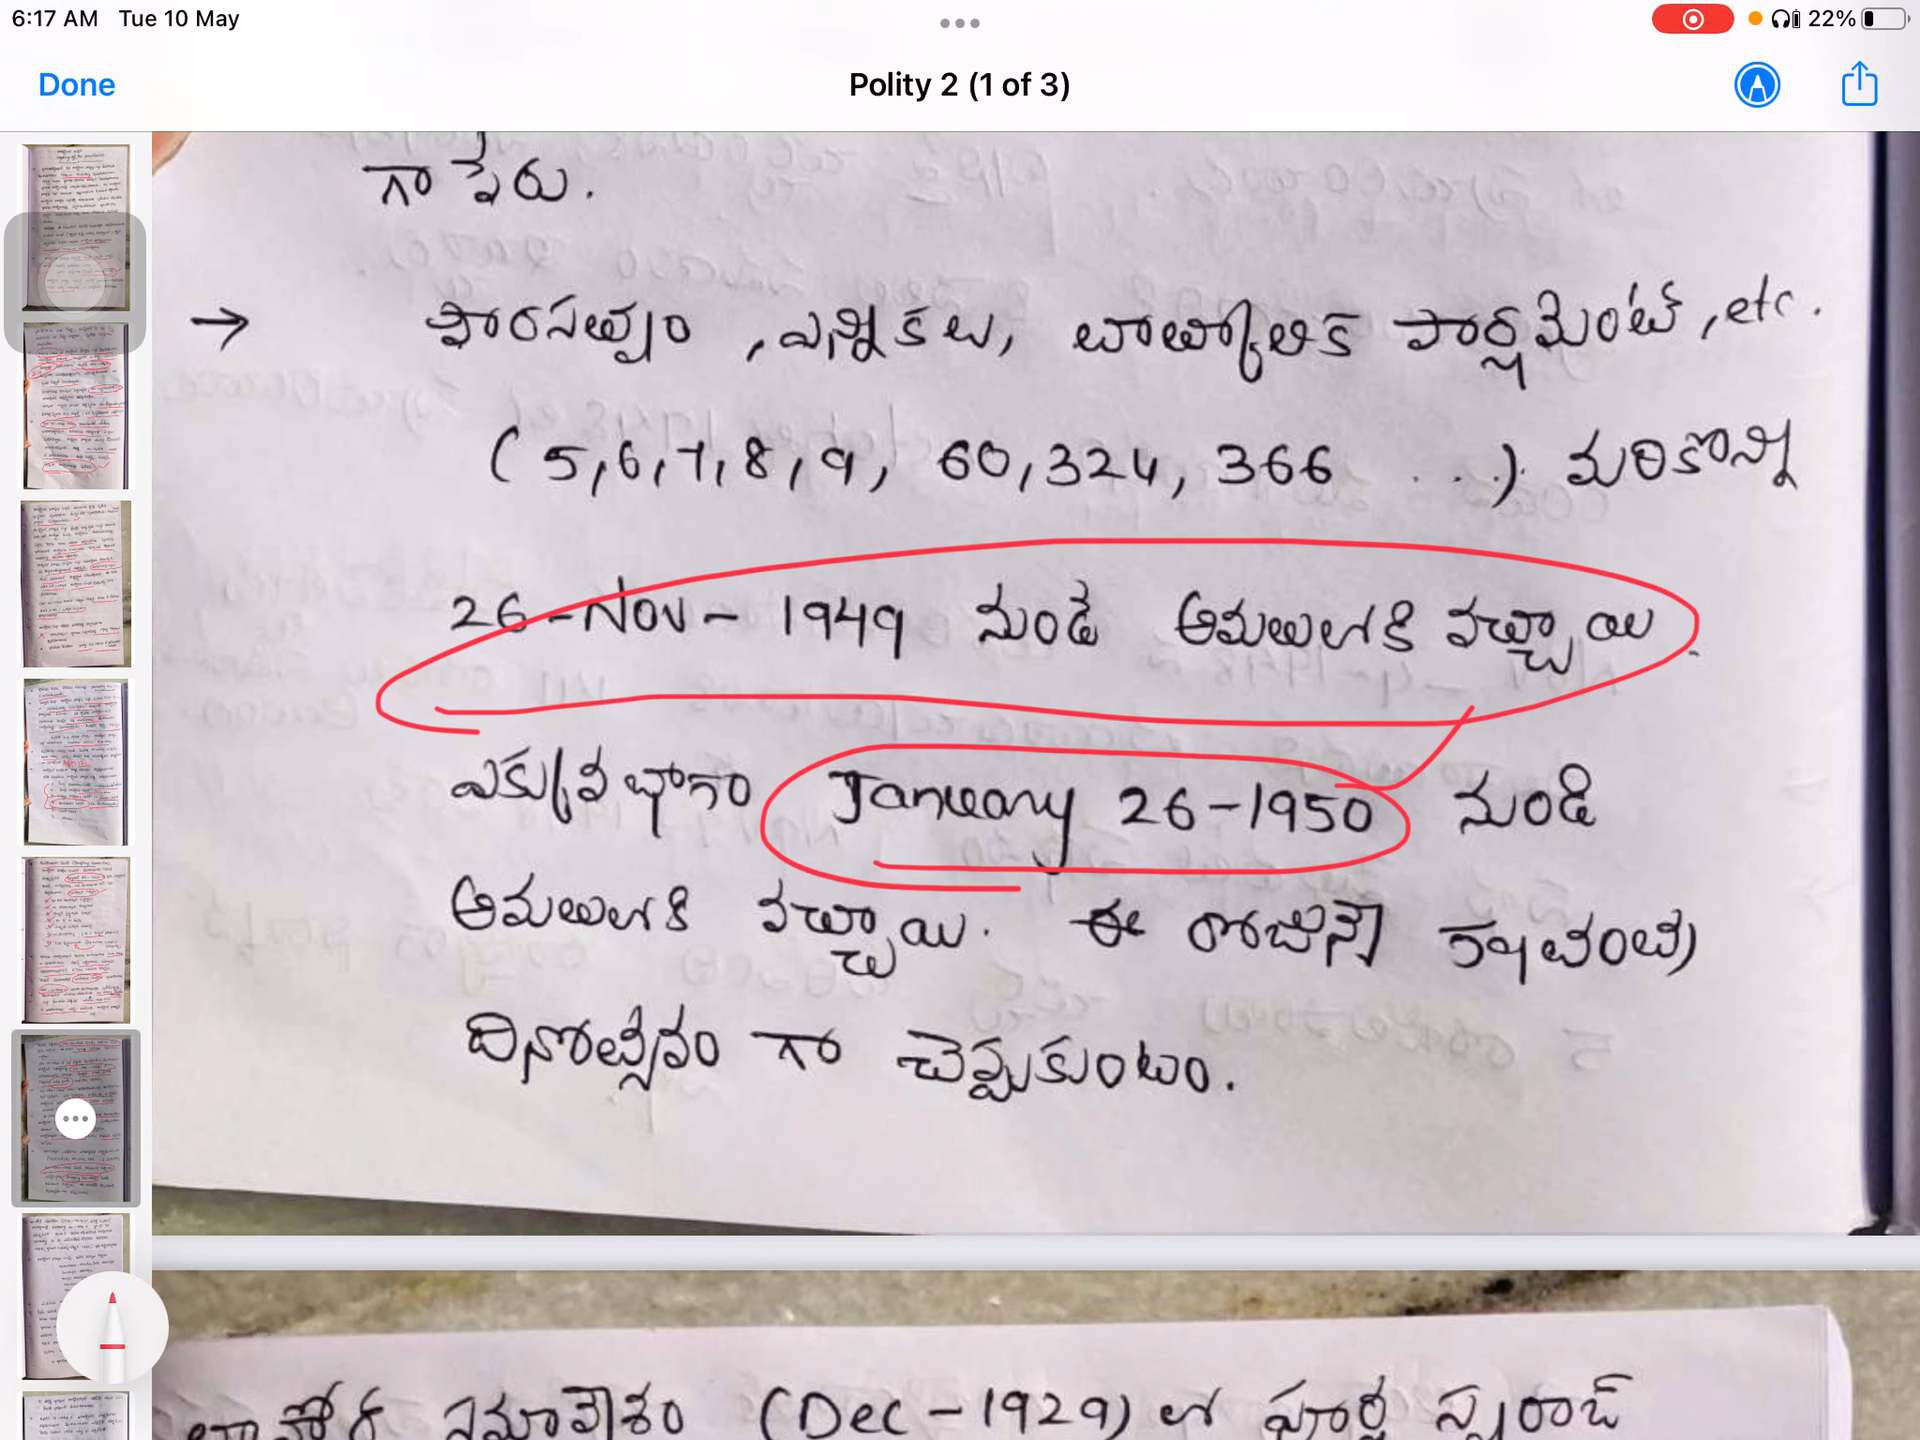 6:17 AM Tue 10 May
22%
Done
Polity 2 (1 of 3)
గా పేరు.
→ పౌరసత్వం, ఎన్నికలు, తాత్కాలిక పార్లమెంట్, etc.
(5,6,7,8,9, 60,324, 366 ...). మరికొన్ని
26-Nov- 1949 నుండే అమలులోకి వచ్చాయి.
ఎక్కువ భాగం January 26-1950 నుండి
అమలులోకి వచ్చాయి. ఈ రోజునే గణతంత్ర
దినోత్సవం గా చెప్పుకుంటం.
లాహోర్ సమావేశం (Dec-1929) లో పూర్ణ స్వరాజ్